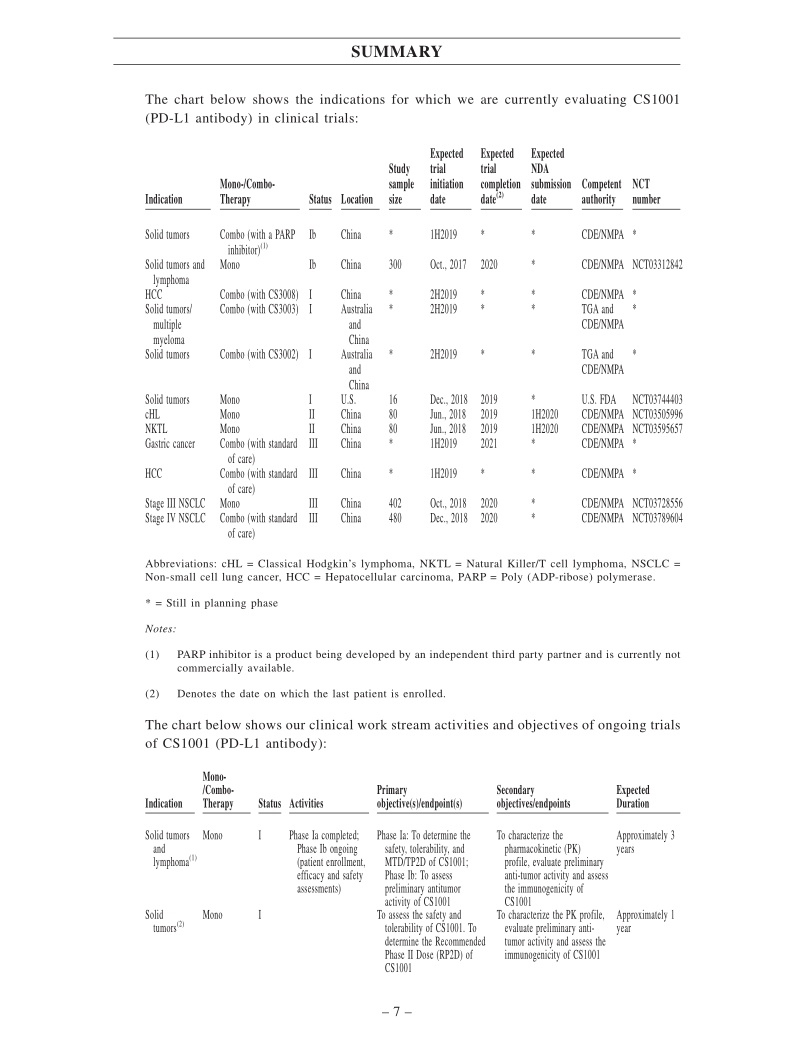 SUMMARY
The chart below shows the indications for which we are currently evaluating CS1001
(PD-L1 antibody) in clinical trials:
Indication Mono-/Combo- Therapy Status Location Study sample size Expected trial initiation date Expected trial completion date(2) Expected NDA submission date Competent authority NCT number
Solid tumors Combo (with a PARP Ib China * 1H2019 * * CDE/NMPA *
inhibitor)(1)
Solid tumors and Mono Ib China 300 Oct., 2017 2020 * CDE/NMPA NCT03312842
lymphoma
HCC Combo (with CS3008) I China * 2H2019 * * CDE/NMPA *
Solid tumors/ Combo (with CS3003) I Australia * 2H2019 * * TGA and *
multiple and CDE/NMPA
myeloma China
Solid tumors Combo (with CS3002) I Australia * 2H2019 * * TGA and *
and CDE/NMPA
China
Solid tumors Mono I U.S. 16 Dec., 2018 2019 * U.S. FDA NCT03744403
cHL Mono II China 80 Jun., 2018 2019 1H2020 CDE/NMPA NCT03505996
NKTL Mono II China 80 Jun., 2018 2019 1H2020 CDE/NMPA NCT03595657
Gastric cancer Combo (with standard III China * 1H2019 2021 * CDE/NMPA *
of care)
HCC Combo (with standard III China * 1H2019 * * CDE/NMPA *
of care)
Stage III NSCLC Mono III China 402 Oct., 2018 2020 * CDE/NMPA NCT03728556
Stage IV NSCLC Combo (with standard III China 480 Dec., 2018 2020 * CDE/NMPA NCT03789604
of care)
Abbreviations: cHL = Classical Hodgkin's lymphoma, NKTL = Natural Killer/T cell lymphoma, NSCLC =
Non-small cell lung cancer, HCC = Hepatocellular carcinoma, PARP = Poly (ADP-ribose) polymerase.
* = Still in planning phase
Notes:
(1) PARP inhibitor is a product being developed by an independent third party partner and is currently not
commercially available.
(2) Denotes the date on which the last patient is enrolled.
The chart below shows our clinical work stream activities and objectives of ongoing trials
of CS1001 (PD-L1 antibody):
Mono-
/Combo- Primary Secondary Expected
Indication Therapy Status Activities objective(s)/endpoint(s) objectives/endpoints Duration
Solid tumors Mono I Phase Ia completed; Phase Ia: To determine the To characterize the Approximately 3
and Phase Ib ongoing safety, tolerability, and pharmacokinetic (PK) years
lymphoma(1) (patient enrollment, MTD/TP2D of CS1001; profile, evaluate preliminary
efficacy and safety Phase Ib: To assess anti-tumor activity and assess
assessments) preliminary antitumor the immunogenicity of
activity of CS1001 CS1001
Solid Mono I To assess the safety and To characterize the PK profile, Approximately 1
tumors(2) tolerability of CS1001. To evaluate preliminary anti- year
determine the Recommended tumor activity and assess the
Phase II Dose (RP2D) of immunogenicity of CS1001
CS1001
– 7 –